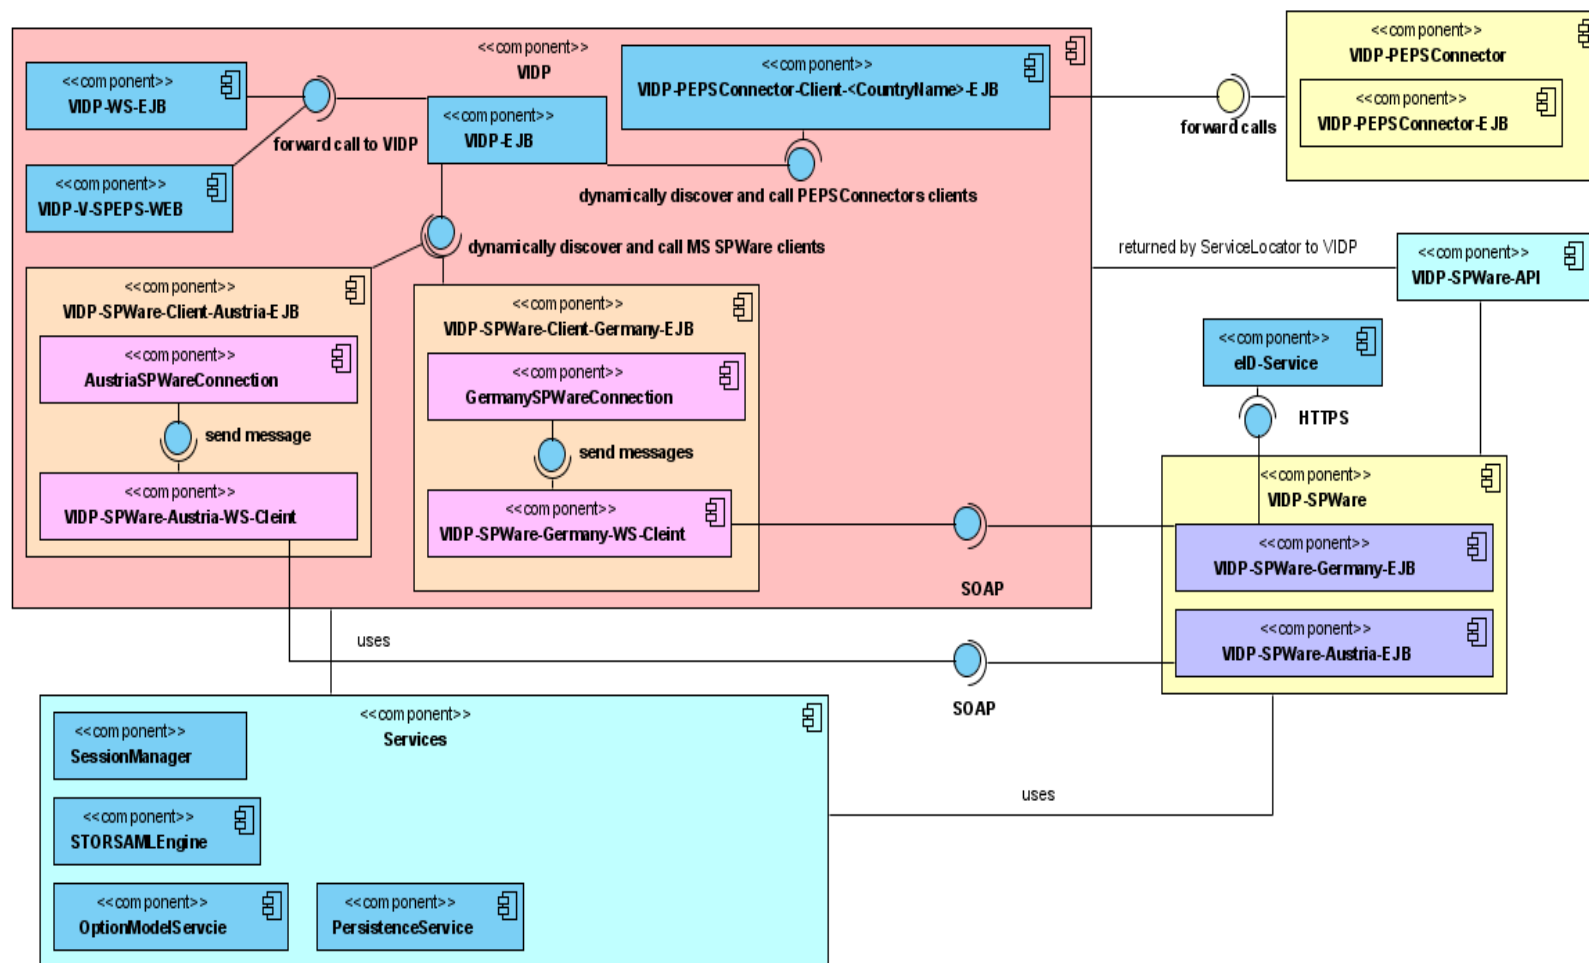 <<component>>
VIDP
<<component>>
VIDP-WS-EJB
<<component>>
VIDP-V-SPEPS-WEB
forward call to VIDP
<<component>>
VIDP-EJB
<<component>>
VIDP-PEPSConnector-Client-<CountryName>-EJB
dynamically discover and call PEPSConnectors clients
dynamically discover and call MS SPWare clients
forward calls
<<component>>
VIDP-PEPSConnector
<<component>>
VIDP-PEPSConnector-EJB
returned by ServiceLocator to VIDP
<<component>>
VIDP-SPWare-API
<<component>>
VIDP-SPWare-Client-Austria-EJB
<<component>>
AustriaSPWareConnection
send message
<<component>>
VIDP-SPWare-Austria-WS-Cleint
<<component>>
VIDP-SPWare-Client-Germany-EJB
<<component>>
GermanySPWareConnection
send messages
<<component>>
VIDP-SPWare-Germany-WS-Cleint
<<component>>
eID-Service
HTTPS
<<component>>
VIDP-SPWare
<<component>>
VIDP-SPWare-Germany-EJB
<<component>>
VIDP-SPWare-Austria-EJB
SOAP
SOAP
uses
<<component>>
Services
<<component>>
SessionManager
<<component>>
STORSAMLEngine
<<component>>
OptionModelServcie
<<component>>
PersistenceService
uses